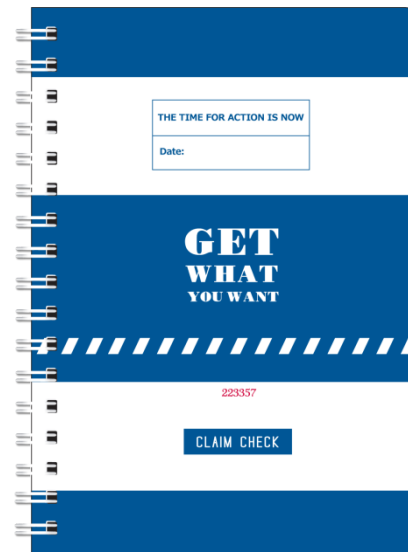 THE TIME FOR ACTION IS NOW
Date:
GET
WHAT
YOU WANT
223357
CLAIM CHECK